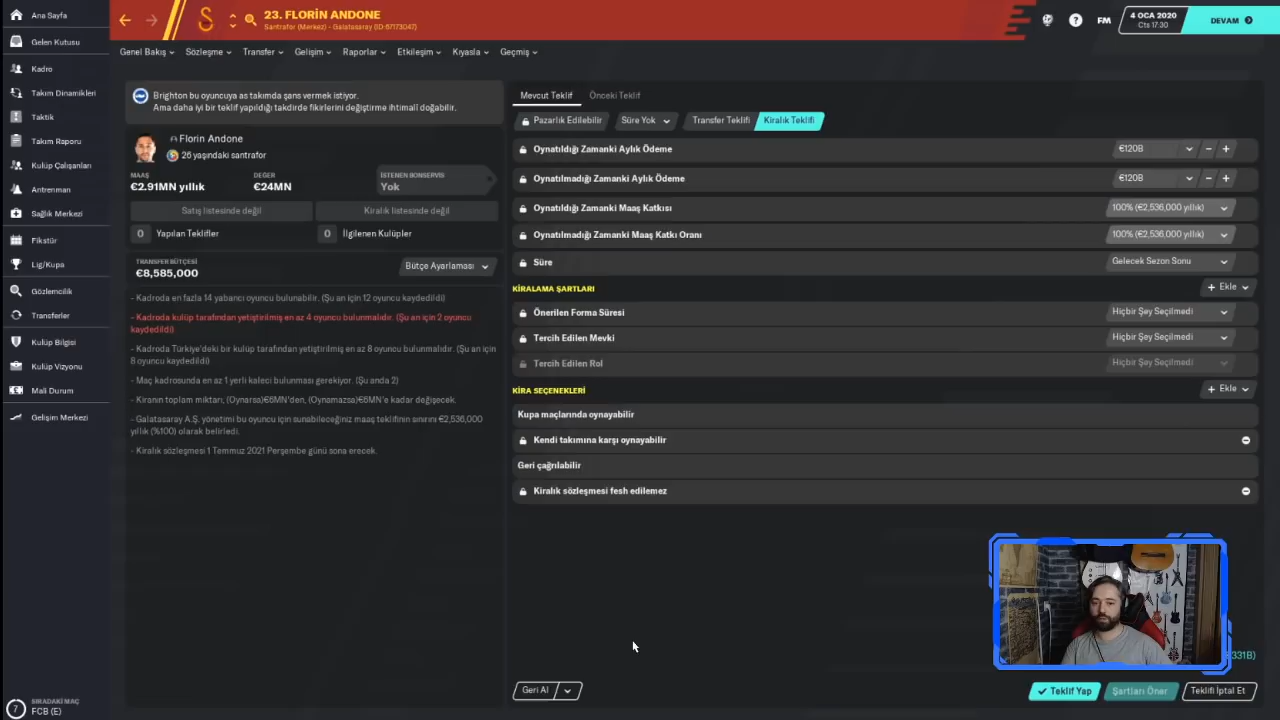 Ana Sayfa
Gelen Kutusu
Kadro
Takım Dinamikleri
Taktik
Takım Raporu
Kulüp Çalışanları
Antrenman
Sağlık Merkezi
Fikstür
Lig/Kupa
Gözlemcilik
Transferler
Kulüp Bilgisi
Kulüp Vizyonu
Mali Durum
Gelişim Merkezi
SIRADAKİ MAÇ
FCB (E)
23. FLORİN ANDONE
Santrafor (Merkez) - Galatasaray (ID:67173047)
FM
4 OCA 2020
Cts 17:30
DEVAM
Genel Bakış
Sözleşme
Transfer
Gelişim
Raporlar
Etkileşim
Kıyasla
Geçmiş
Brighton bu oyuncuya as takımda şans vermek istiyor.
Ama daha iyi bir teklif yapıldığı takdirde fikirlerini değiştirme ihtimali doğabilir.
Florin Andone
26 yaşındaki santrafor
MAAŞ
€2.91MN yıllık
DEĞER
€24MN
İSTENEN BONSERVİS
Yok
Satış listesinde değil
Kiralık listesinde değil
0 Yapılan Teklifler
0 İlgilenen Kulüpler
TRANSFER BÜTÇESİ
€8,585,000
Bütçe Ayarlaması
- Kadroda en fazla 14 yabancı oyuncu bulunabilir. (Şu an için 12 oyuncu kaydedildi)
- Kadroda kulüp tarafından yetiştirilmiş en az 4 oyuncu bulunmalıdır. (Şu an için 2 oyuncu
kaydedildi)
- Kadroda Türkiye'deki bir kulüp tarafından yetiştirilmiş en az 8 oyuncu bulunmalıdır. (Şu an için
8 oyuncu kaydedildi)
- Maç kadrosunda en az 1 yerli kaleci bulunması gerekiyor. (Şu anda 2)
- Kiranın toplam miktarı, (Oynarsa)€6MN'den, (Oynamazsa)€6MN'e kadar değişecek.
- Galatasaray A.Ş. yönetimi bu oyuncu için sunabileceğiniz maaş teklifinin sınırını €2,536,000
yıllık (%100) olarak belirledi.
- Kiralık sözleşmesi 1 Temmuz 2021 Perşembe günü sona erecek.
Mevcut Teklif
Önceki Teklif
Pazarlık Edilebilir
Süre Yok
Transfer Teklifi
Kiralık Teklifi
Oynatıldığı Zamanki Aylık Ödeme
€120B
Oynatılmadığı Zamanki Aylık Ödeme
€120B
Oynatıldığı Zamanki Maaş Katkısı
100% (€2,536,000 yıllık)
Oynatılmadığı Zamanki Maaş Katkı Oranı
100% (€2,536,000 yıllık)
Süre
Gelecek Sezon Sonu
KİRALAMA ŞARTLARI
Ekle
Önerilen Forma Süresi
Hiçbir Şey Seçilmedi
Tercih Edilen Mevki
Hiçbir Şey Seçilmedi
Tercih Edilen Rol
Hiçbir Şey Seçilmedi
KİRA SEÇENEKLERİ
Ekle
Kupa maçlarında oynayabilir
Kendi takımına karşı oynayabilir
Geri çağrılabilir
Kiralık sözleşmesi fesh edilemez
331B)
Geri Al
Teklif Yap
Şartları Öner
Teklifi İptal Et